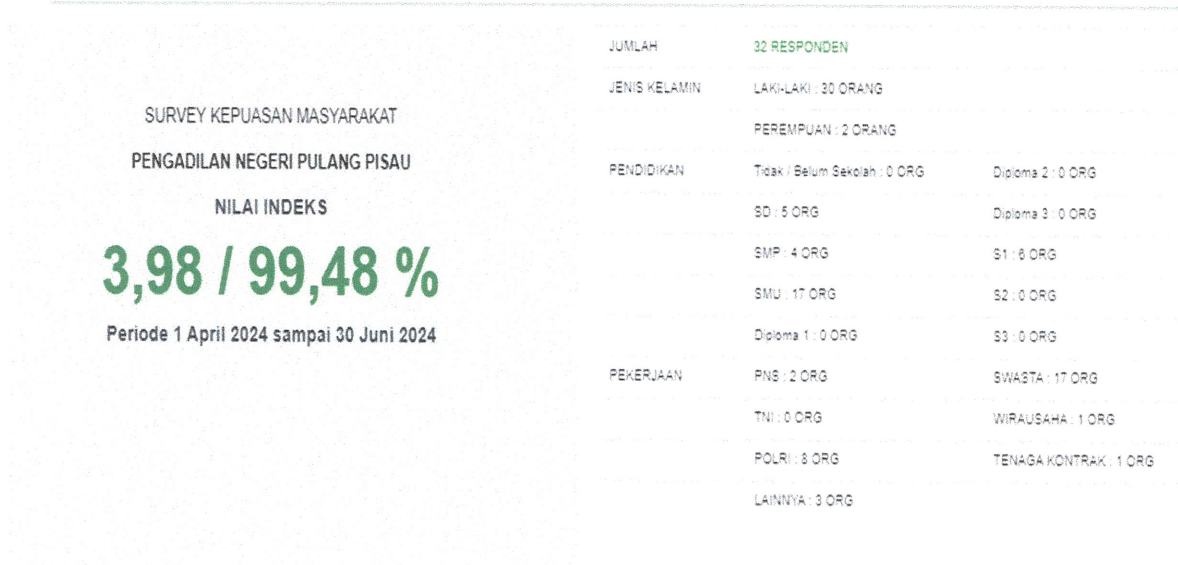 SURVEY KEPUASAN MASYARAKAT
PENGADILAN NEGERI PULANG PISAU
NILAI INDEKS
3,98 / 99,48 %
Periode 1 April 2024 sampai 30 Juni 2024
JUMLAH 32 RESPONDEN
JENIS KELAMIN LAKI-LAKI : 30 ORANG
PEREMPUAN : 2 ORANG
PENDIDIKAN Tidak / Belum Sekolah : 0 ORG Diploma 2 : 0 ORG
SD : 5 ORG Diploma 3 : 0 ORG
SMP : 4 ORG S1 : 6 ORG
SMU : 17 ORG S2 : 0 ORG
Diploma 1 : 0 ORG S3 : 0 ORG
PEKERJAAN PNS : 2 ORG SWASTA : 17 ORG
TNI : 0 ORG WIRAUSAHA : 1 ORG
POLRI : 8 ORG TENAGA KONTRAK : 1 ORG
LAINNYA : 3 ORG